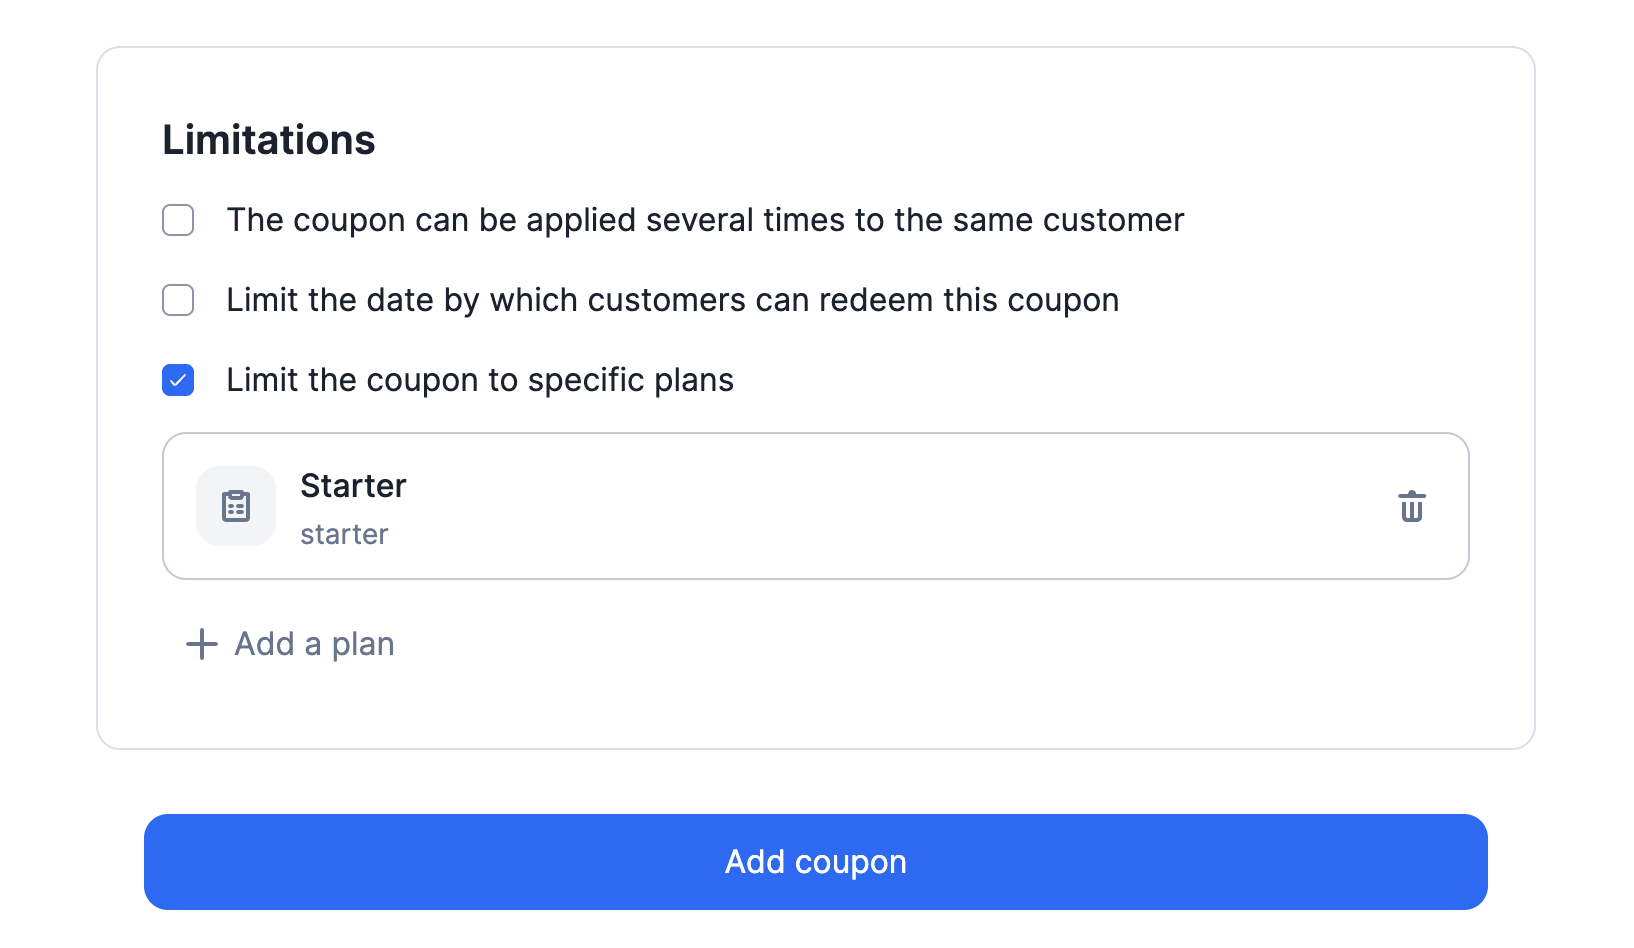 Limitations
The coupon can be applied several times to the same customer
Limit the date by which customers can redeem this coupon
Limit the coupon to specific plans
Starter
starter
Add a plan
Add coupon